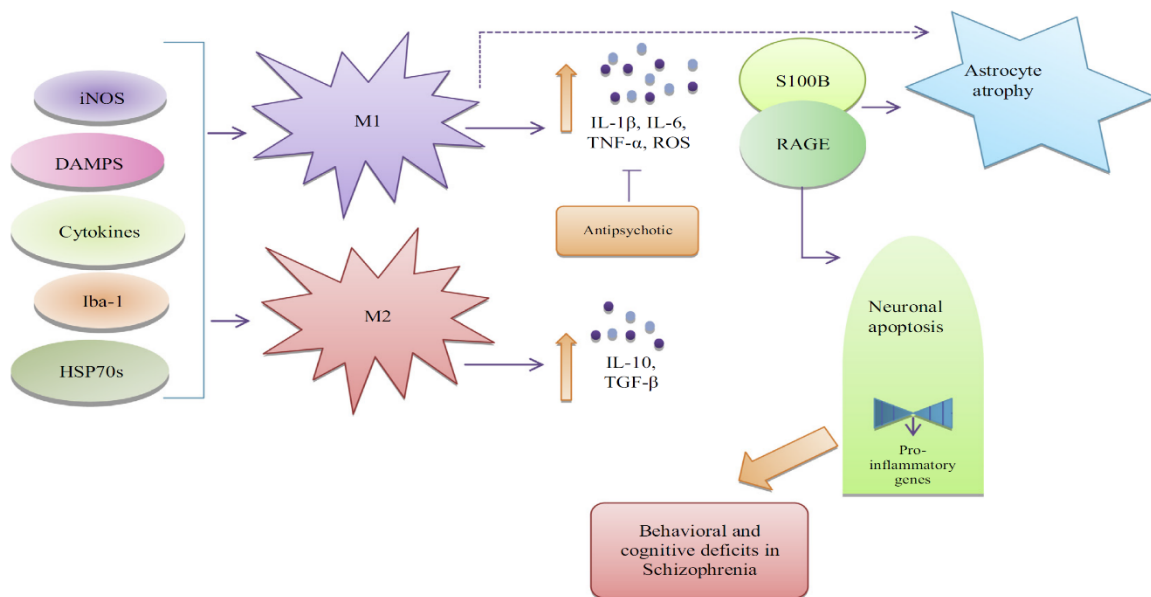 iNOS
DAMPS
Cytokines
Iba-1
HSP70s
M1
M2
IL-1β, IL-6,
TNF-α, ROS
Antipsychotic
IL-10,
TGF-β
S100B
RAGE
Astrocyte
atrophy
Neuronal
apoptosis
Pro-
inflammatory
genes
Behavioral and
cognitive deficits in
Schizophrenia